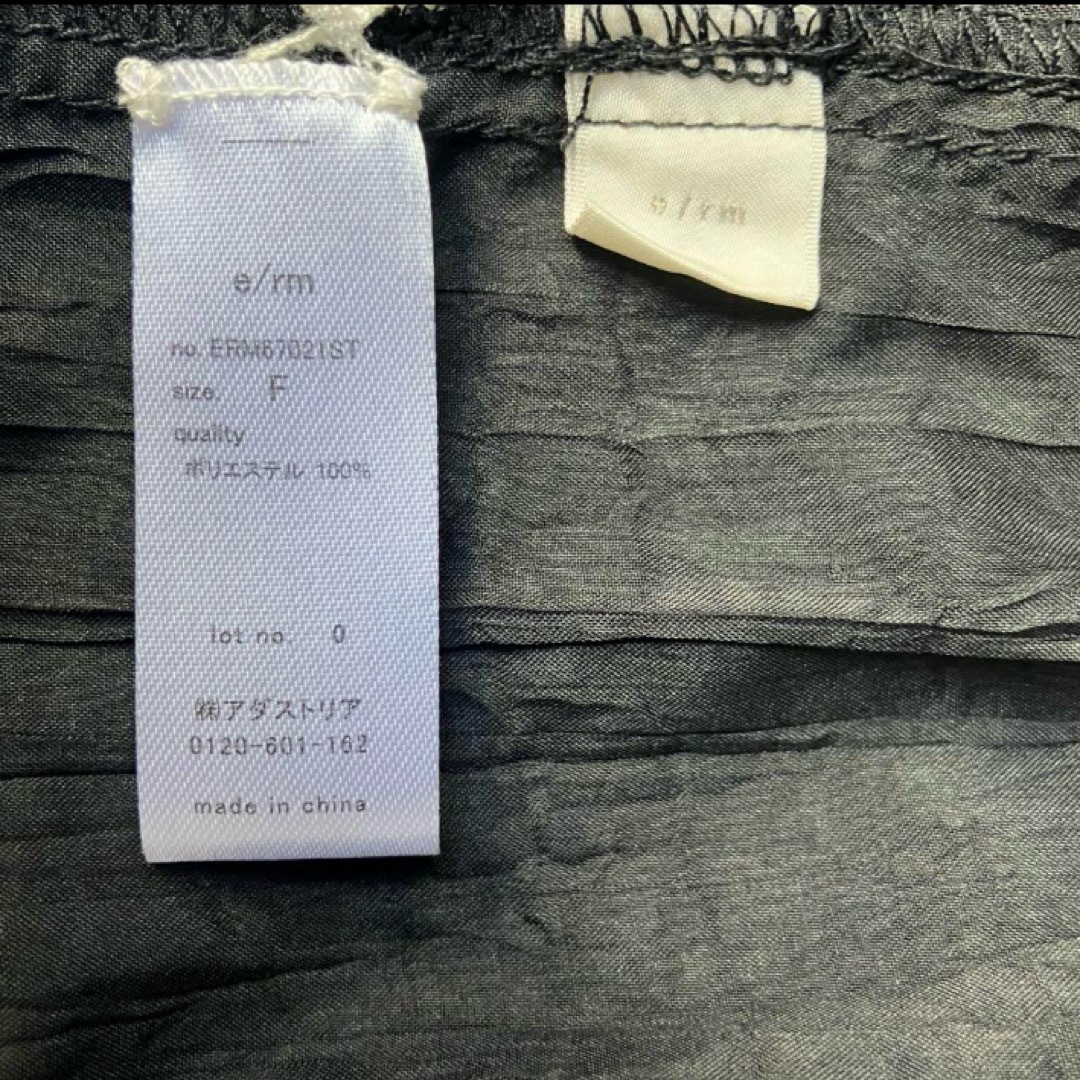 e/rm
no. ERM67021ST
size. F
quality
ポリエステル 100%
lot no. 0
㈱アダストリア
0120-601-162
made in china
e/rm